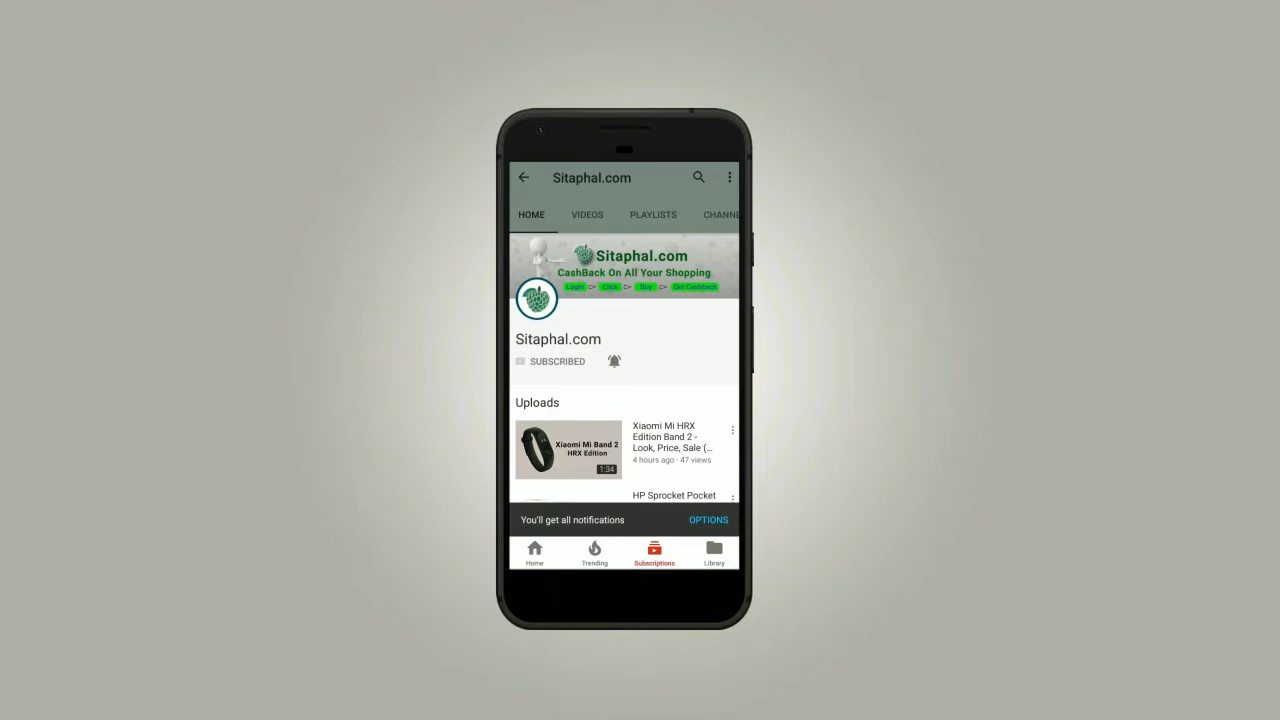 Sitaphal.com
HOME VIDEOS PLAYLISTS CHANNE
Sitaphal.com
CashBack On All Your Shopping
Login Click Buy Get Cashback
Sitaphal.com
SUBSCRIBED
Uploads
Xiaomi Mi Band 2
HRX Edition
1:34
Xiaomi Mi HRX
Edition Band 2 -
Look, Price, Sale (...
4 hours ago · 47 views
HP Sprocket Pocket
You'll get all notifications OPTIONS
Home Trending Subscriptions Library